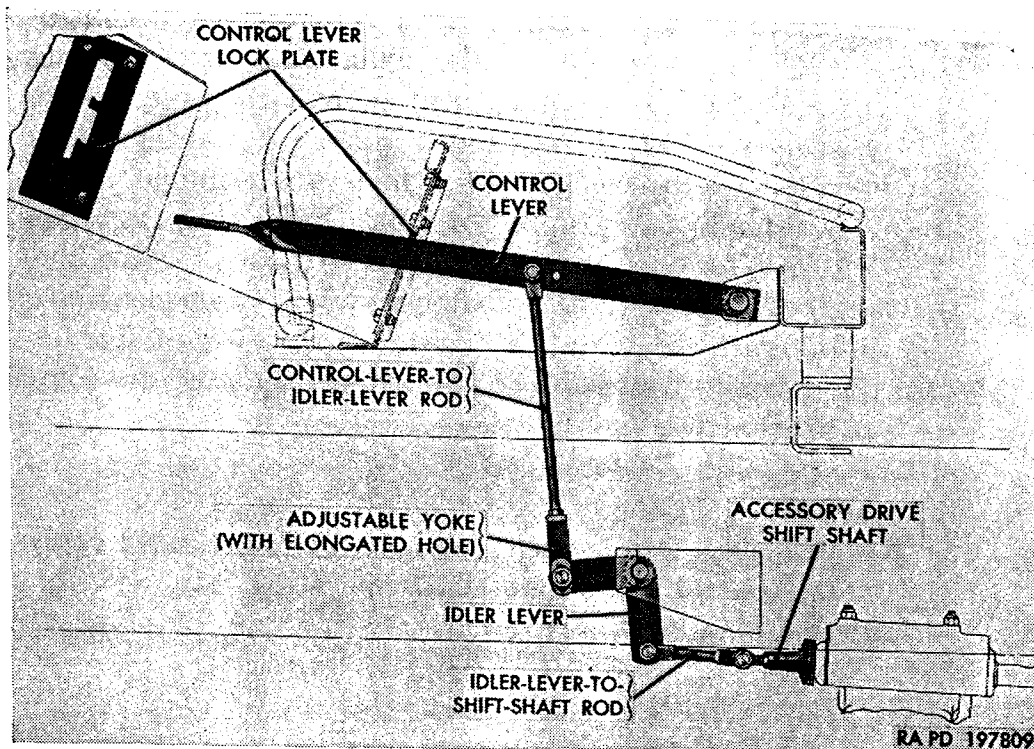 CONTROL LEVER
LOCK PLATE
CONTROL
LEVER
CONTROL-LEVER-TO
IDLER-LEVER ROD
ADJUSTABLE YOKE
(WITH ELONGATED HOLE)
ACCESSORY DRIVE
SHIFT SHAFT
IDLER LEVER
IDLER-LEVER-TO-
SHIFT-SHAFT ROD
RA PD 197802